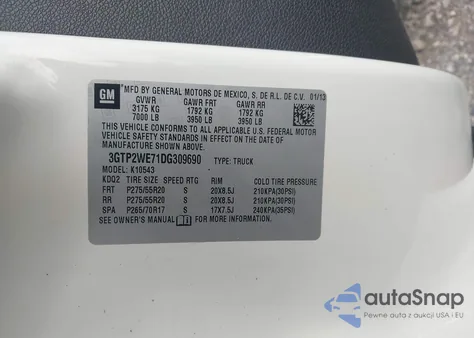 GM
MFD BY GENERAL MOTORS DE MEXICO, S. DE R.L. DE C.V. 01/13
GVWR GAWR FRT GAWR RR
3175 KG 1792 KG 1792 KG
7000 LB 3950 LB 3950 LB
THIS VEHICLE CONFORMS TO ALL APPLICABLE U.S. FEDERAL MOTOR
VEHICLE SAFETY STANDARDS IN EFFECT ON THE DATE OF
MANUFACTURE SHOWN ABOVE.
3GTP2WE71DG309690 TYPE: TRUCK
MODEL: K10543
KDQ2 TIRE SIZE SPEED RTG RIM COLD TIRE PRESSURE
FRT P275/55R20 S 20X8.5J 210KPA(30PSI)
RR P275/55R20 S 20X8.5J 210KPA(30PSI)
SPA P265/70R17 S 17X7.5J 240KPA(35PSI)
SEE OWNER'S MANUAL FOR MORE INFORMATION.
autoSnap
Pewne auta z aukcji USA i EU